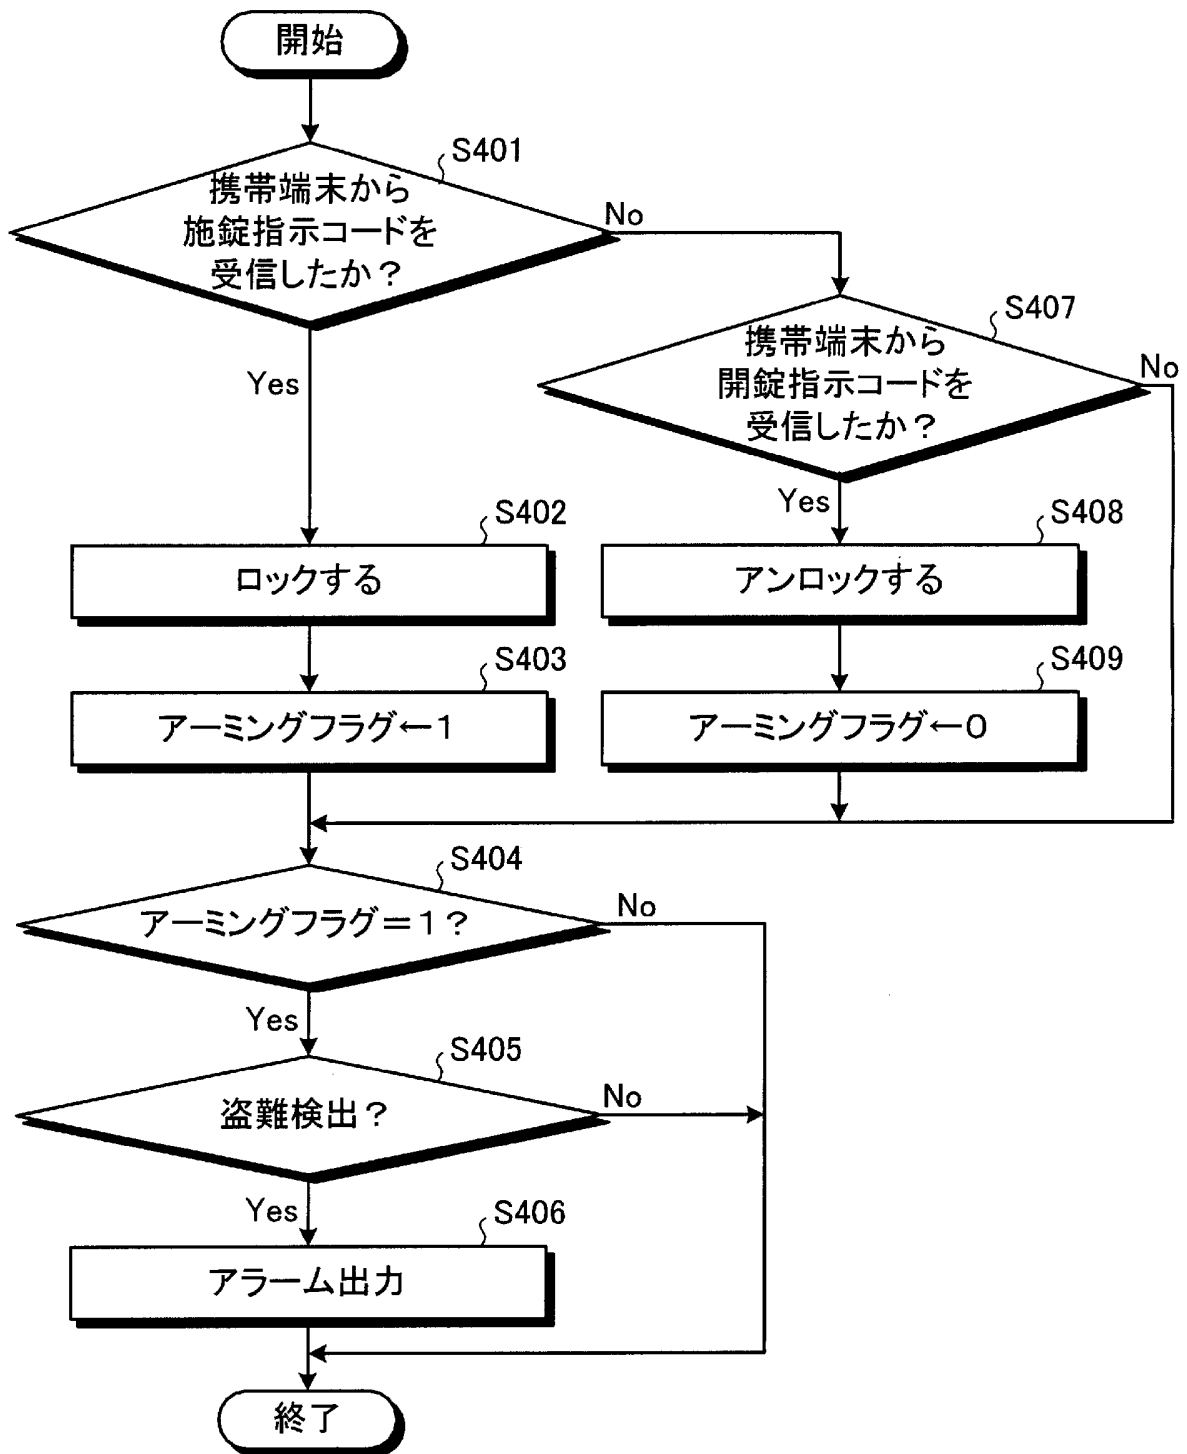 開始
S401
携帯端末から
施錠指示コードを
受信したか?
No
Yes
S407
携帯端末から
開錠指示コードを
受信したか?
No
Yes
S402
ロックする
S408
アンロックする
S403
アーミングフラグ←1
S409
アーミングフラグ←0
S404
アーミングフラグ=1?
No
Yes
S405
盗難検出?
No
Yes
S406
アラーム出力
終了